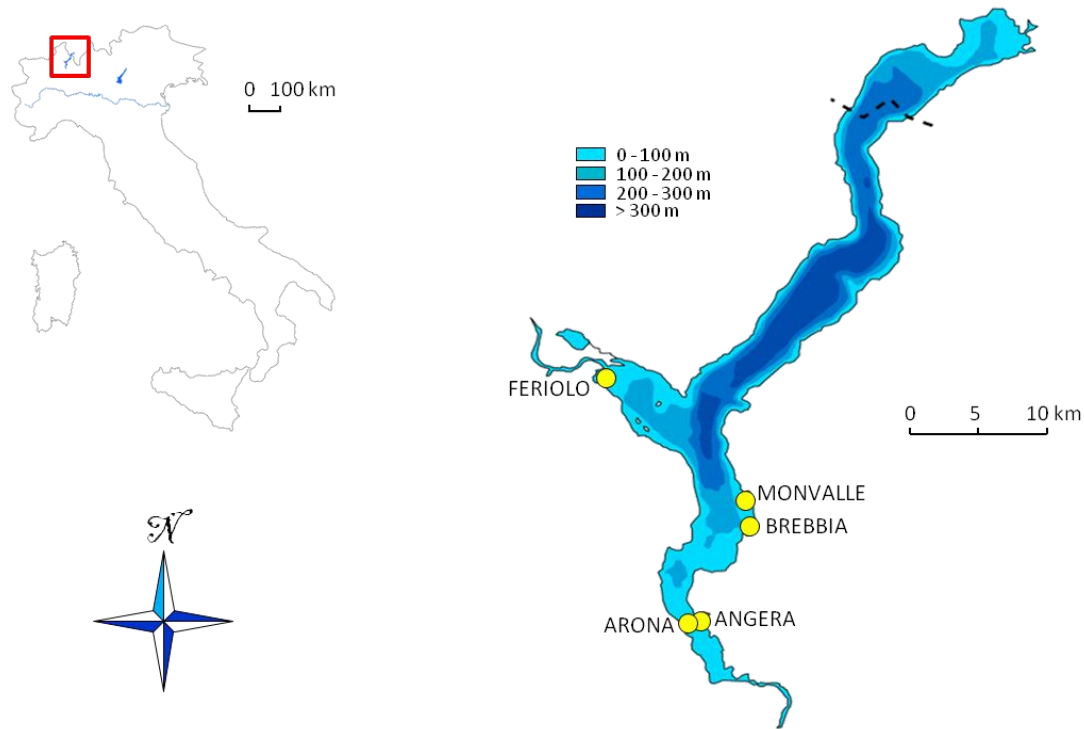 0 100 km
0 - 100 m
100 - 200 m
200 - 300 m
> 300 m
FERIOLO
0 5 10 km
MONVALLE
BREBBIA
N
ARONA
ANGERA